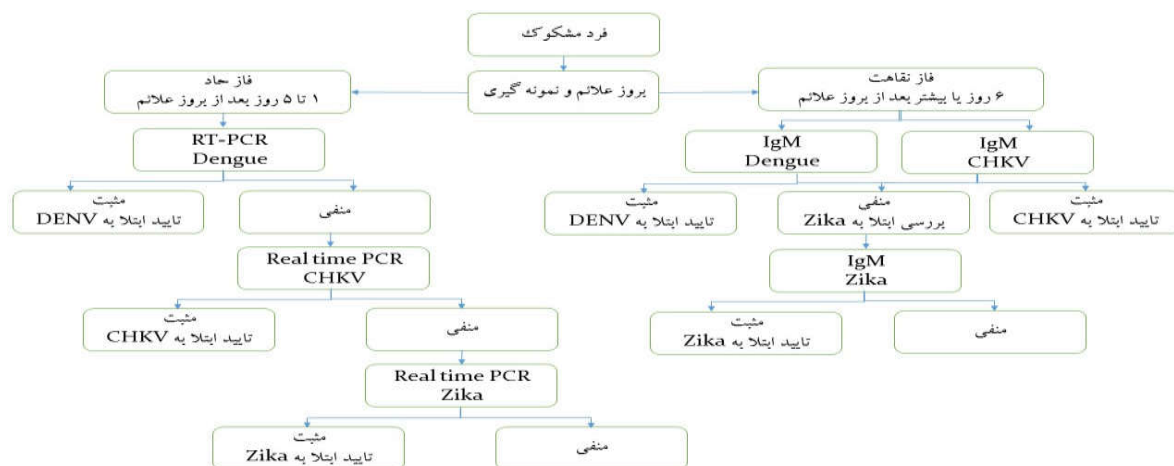 فرد مشکوک
بروز علائم و نمونه گیری
فاز حاد
۱ تا ۵ روز بعد از بروز علائم
فاز نقاهت
۶ روز یا بیشتر بعد از بروز علائم
RT-PCR
Dengue
IgM
Dengue
IgM
CHKV
مثبت
تایید ابتلا به DENV
منفی
مثبت
تایید ابتلا به DENV
منفی
بررسی ابتلا به Zika
مثبت
تایید ابتلا به CHKV
Real time PCR
CHKV
IgM
Zika
مثبت
تایید ابتلا به CHKV
منفی
مثبت
تایید ابتلا به Zika
منفی
Real time PCR
Zika
مثبت
تایید ابتلا به Zika
منفی